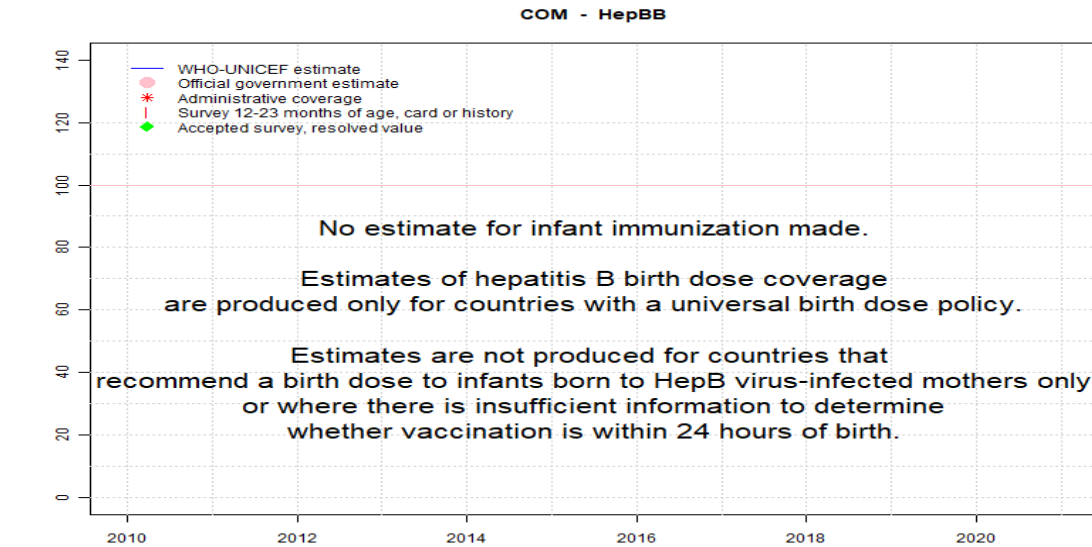 COM - HepBB
WHO-UNICEF estimate
Official government estimate
Administrative coverage
Survey 12-23 months of age, card or history
Accepted survey, resolved value
140
120
100
80
60
40
20
0
No estimate for infant immunization made.
Estimates of hepatitis B birth dose coverage
are produced only for countries with a universal birth dose policy.
Estimates are not produced for countries that
recommend a birth dose to infants born to HepB virus-infected mothers only
or where there is insufficient information to determine
whether vaccination is within 24 hours of birth.
2010 2012 2014 2016 2018 2020